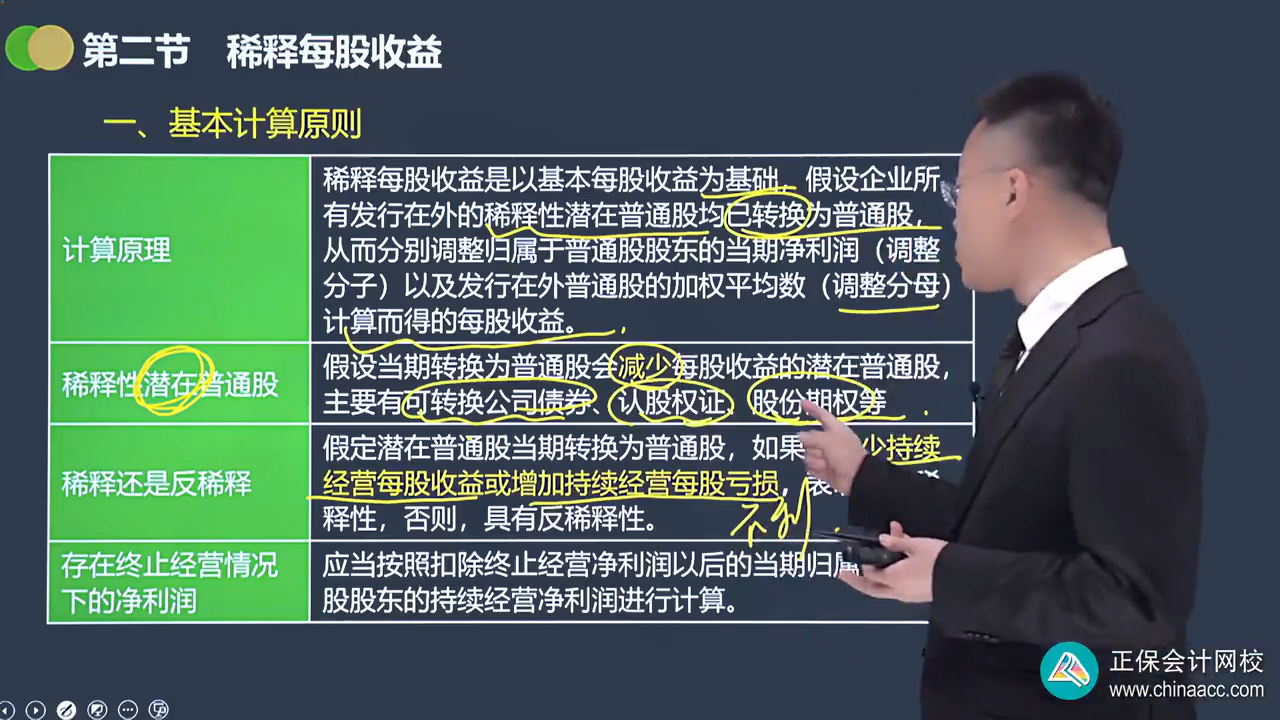 第二节 稀释每股收益
一、基本计算原则
计算原理
稀释每股收益是以基本每股收益为基础，假设企业所
有发行在外的稀释性潜在普通股均已转换为普通股，
从而分别调整归属于普通股股东的当期净利润（调整
分子）以及发行在外普通股的加权平均数（调整分母）
计算而得的每股收益。
稀释性潜在普通股
假设当期转换为普通股会减少每股收益的潜在普通股，
主要有可转换公司债券、认股权证、股份期权等
稀释还是反稀释
假定潜在普通股当期转换为普通股，如果
少持续
经营每股收益或增加持续经营每股亏损，表
释性，否则，具有反稀释性。
不利
存在终止经营情况
下的净利润
应当按照扣除终止经营净利润以后的当期归属
股股东的持续经营净利润进行计算。
正保会计网校
www.chinaacc.com